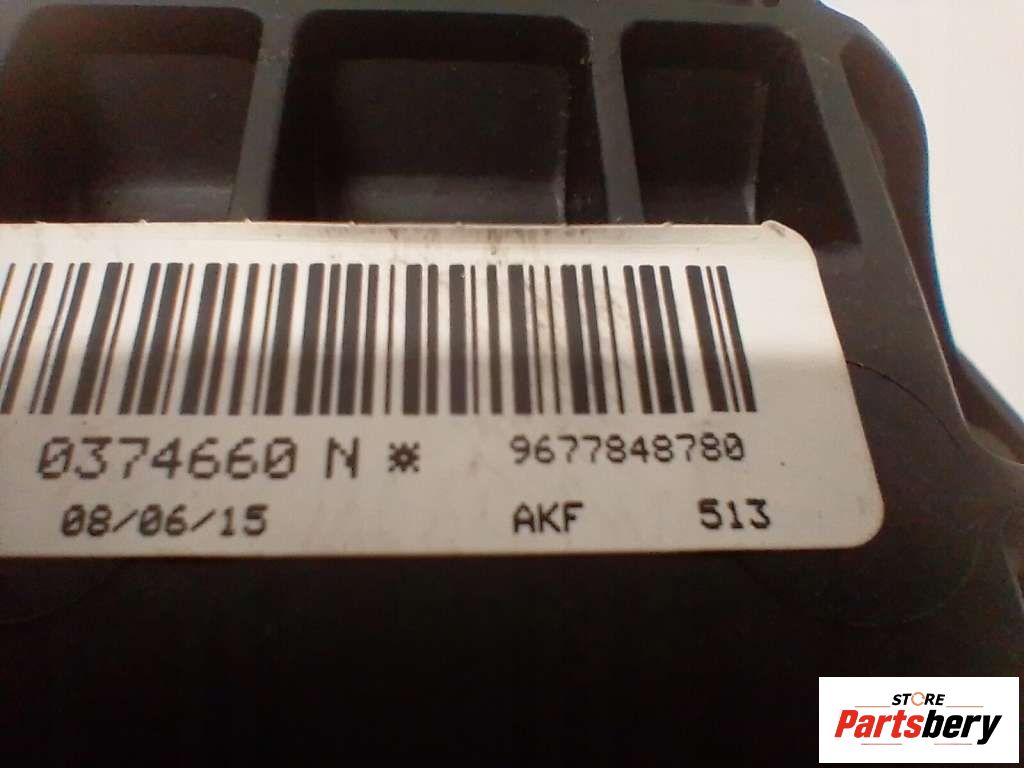 0374660 N * 9677848780
08/06/15 AKF 513
STORE
Partsbery